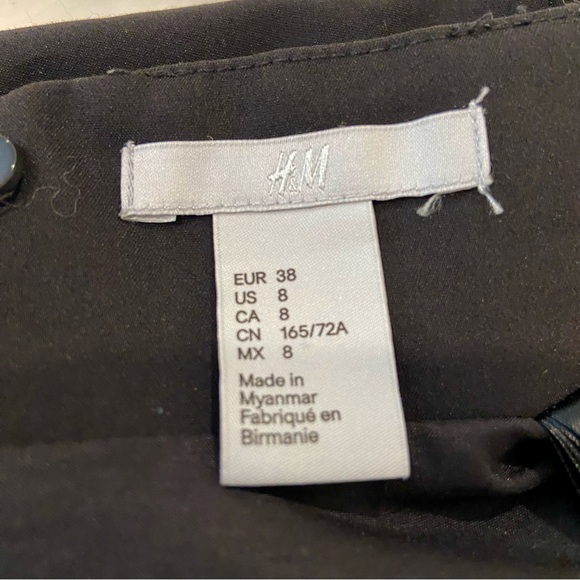 H&M
EUR 38
US 8
CA 8
CN 165/72A
MX 8
Made in
Myanmar
Fabriqué en
Birmanie